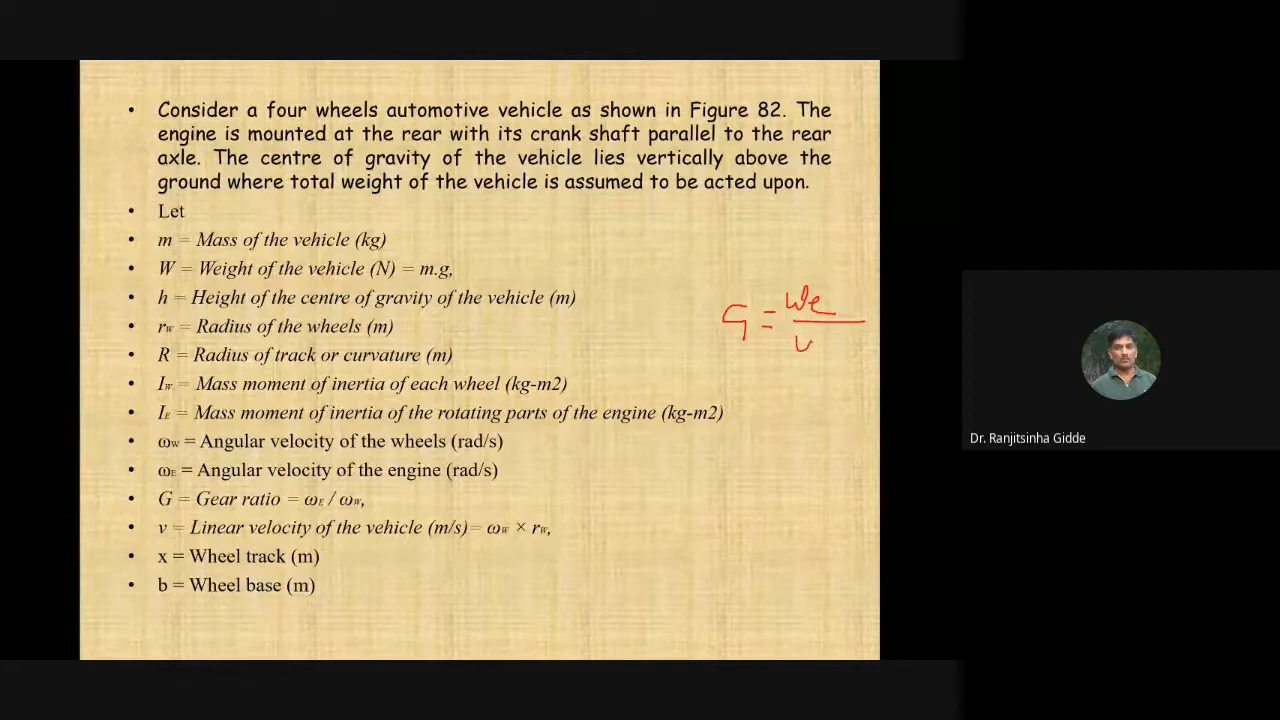 • Consider a four wheels automotive vehicle as shown in Figure 82. The
engine is mounted at the rear with its crank shaft parallel to the rear
axle. The centre of gravity of the vehicle lies vertically above the
ground where total weight of the vehicle is assumed to be acted upon.
• Let
• m = Mass of the vehicle (kg)
• W = Weight of the vehicle (N) = m.g,
• h = Height of the centre of gravity of the vehicle (m)
• rW = Radius of the wheels (m)
• R = Radius of track or curvature (m)
• IW = Mass moment of inertia of each wheel (kg-m2)
• IE = Mass moment of inertia of the rotating parts of the engine (kg-m2)
• ωW = Angular velocity of the wheels (rad/s)
• ωE = Angular velocity of the engine (rad/s)
• G = Gear ratio = ωE / ωW,
• v = Linear velocity of the vehicle (m/s)= ωW × rW,
• x = Wheel track (m)
• b = Wheel base (m)
ωe
G =
Dr. Ranjitsinha Gidde